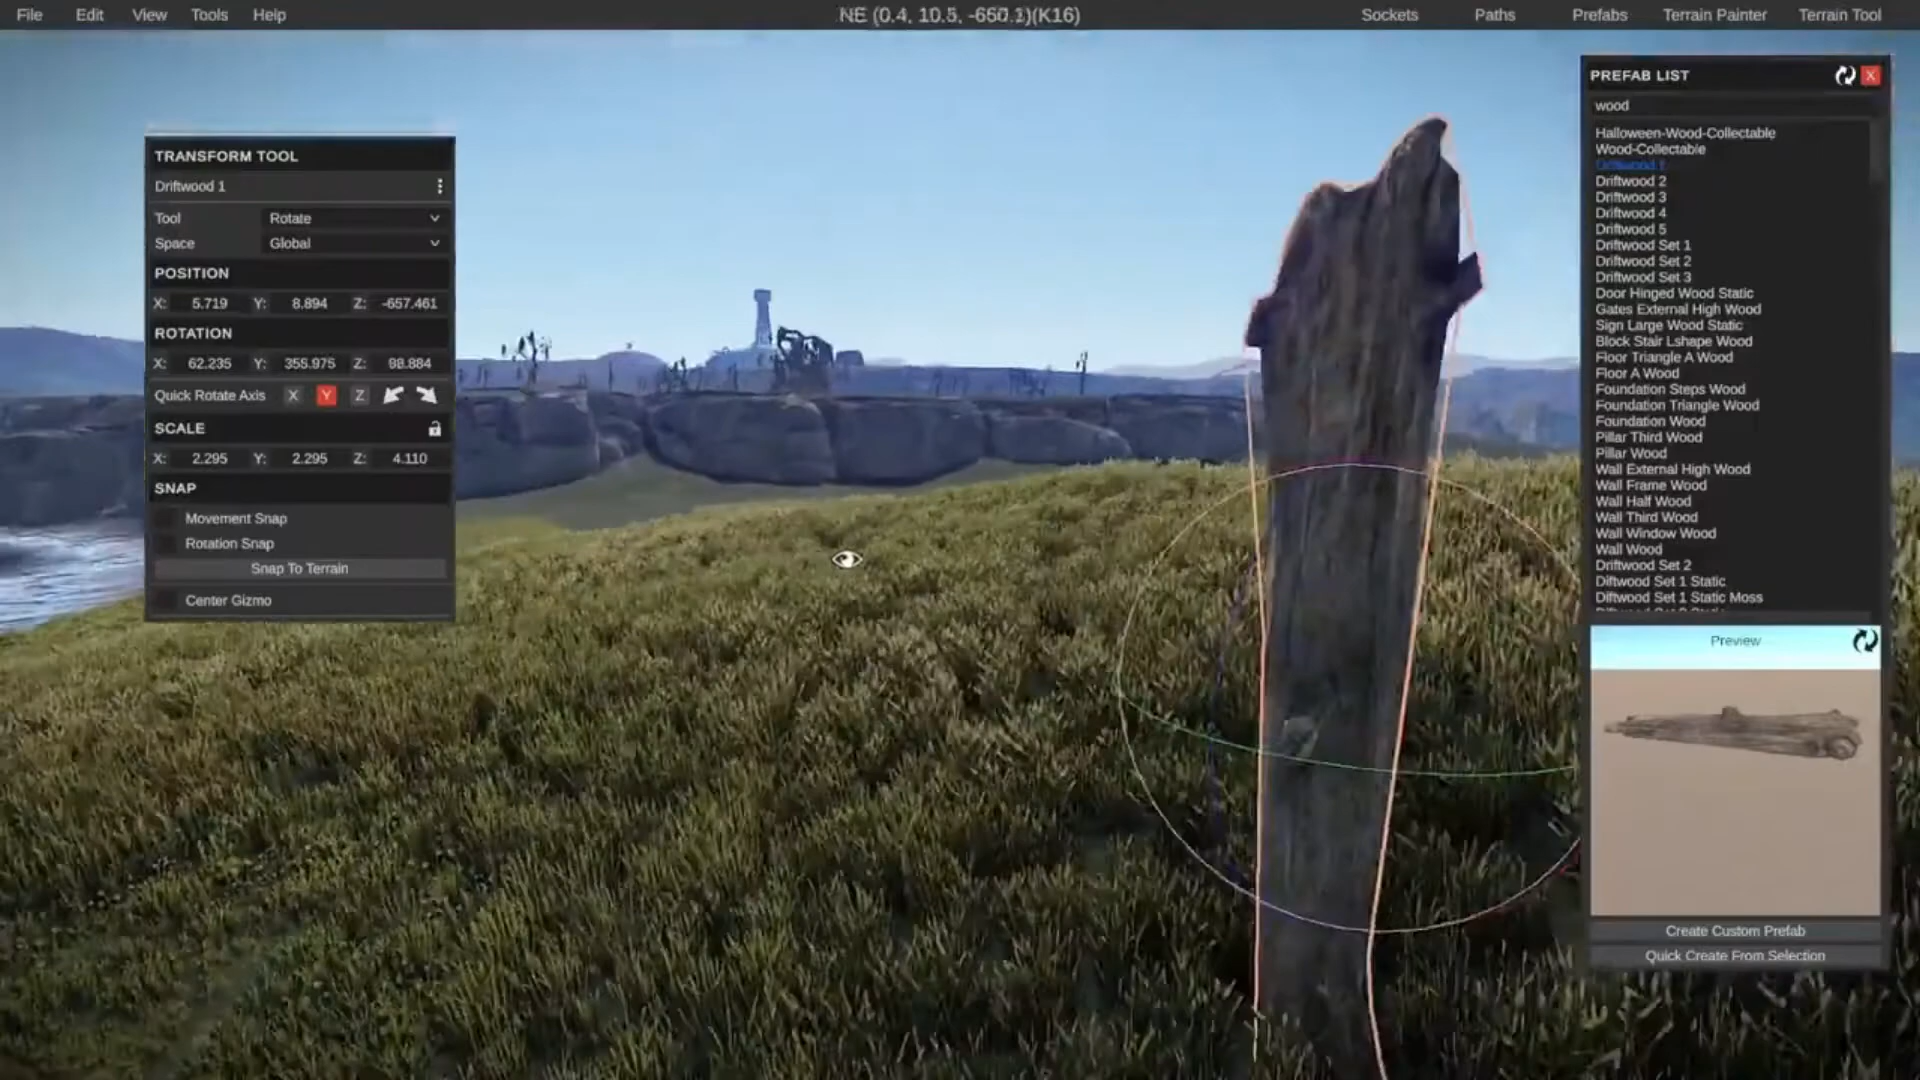 File Edit View Tools Help NE (0.4, 10.5, -650.1)(K16) Sockets Paths Prefabs Terrain Painter Terrain Tool
TRANSFORM TOOL
Driftwood 1
Tool Rotate
Space Global
POSITION
X: 5.719 Y: 8.894 Z: -657.461
ROTATION
X: 62.235 Y: 355.975 Z: 88.884
Quick Rotate Axis X Y Z
SCALE
X: 2.295 Y: 2.295 Z: 4.110
SNAP
Movement Snap
Rotation Snap
Snap To Terrain
Center Gizmo
PREFAB LIST X
wood
Halloween-Wood-Collectable
Wood-Collectable
Driftwood 1
Driftwood 2
Driftwood 3
Driftwood 4
Driftwood 5
Driftwood Set 1
Driftwood Set 2
Driftwood Set 3
Door Hinged Wood Static
Gates External High Wood
Sign Large Wood Static
Block Stair Lshape Wood
Floor Triangle A Wood
Floor A Wood
Foundation Steps Wood
Foundation Triangle Wood
Foundation Wood
Pillar Third Wood
Pillar Wood
Wall External High Wood
Wall Frame Wood
Wall Half Wood
Wall Third Wood
Wall Window Wood
Wall Wood
Driftwood Set 2
Diftwood Set 1 Static
Diftwood Set 1 Static Moss
Preview
Create Custom Prefab
Quick Create From Selection